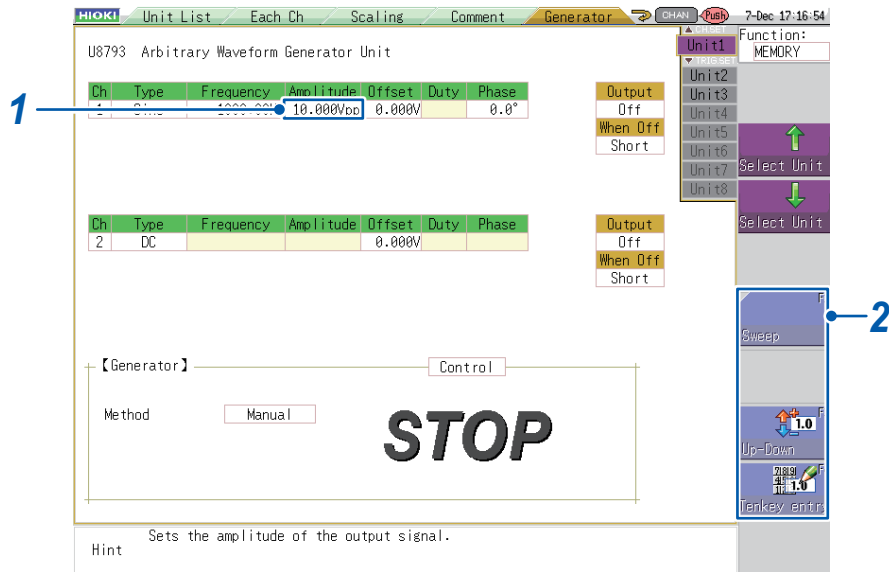 HIOKI Unit List Each Ch Scaling Comment Generator CHAN Push 7-Dec 17:16:54
U8793 Arbitrary Waveform Generator Unit
Function:
MEMORY
Unit1
TRIG SET
Unit2
Unit3
Unit4
Unit5
Unit6
Unit7
Unit8
Select Unit
Select Unit
1
Ch Type Frequency Amplitude Offset Duty Phase
10.000Vpp 0.000V 0.0°
Output
Off
When Off
Short
Ch Type Frequency Amplitude Offset Duty Phase
2 DC 0.000V
Output
Off
When Off
Short
2
F
Sweep
1.0 F
Up-Down
1.0 F
Tenkey entr
【Generator】 Control
Method Manual STOP
Sets the amplitude of the output signal.
Hint